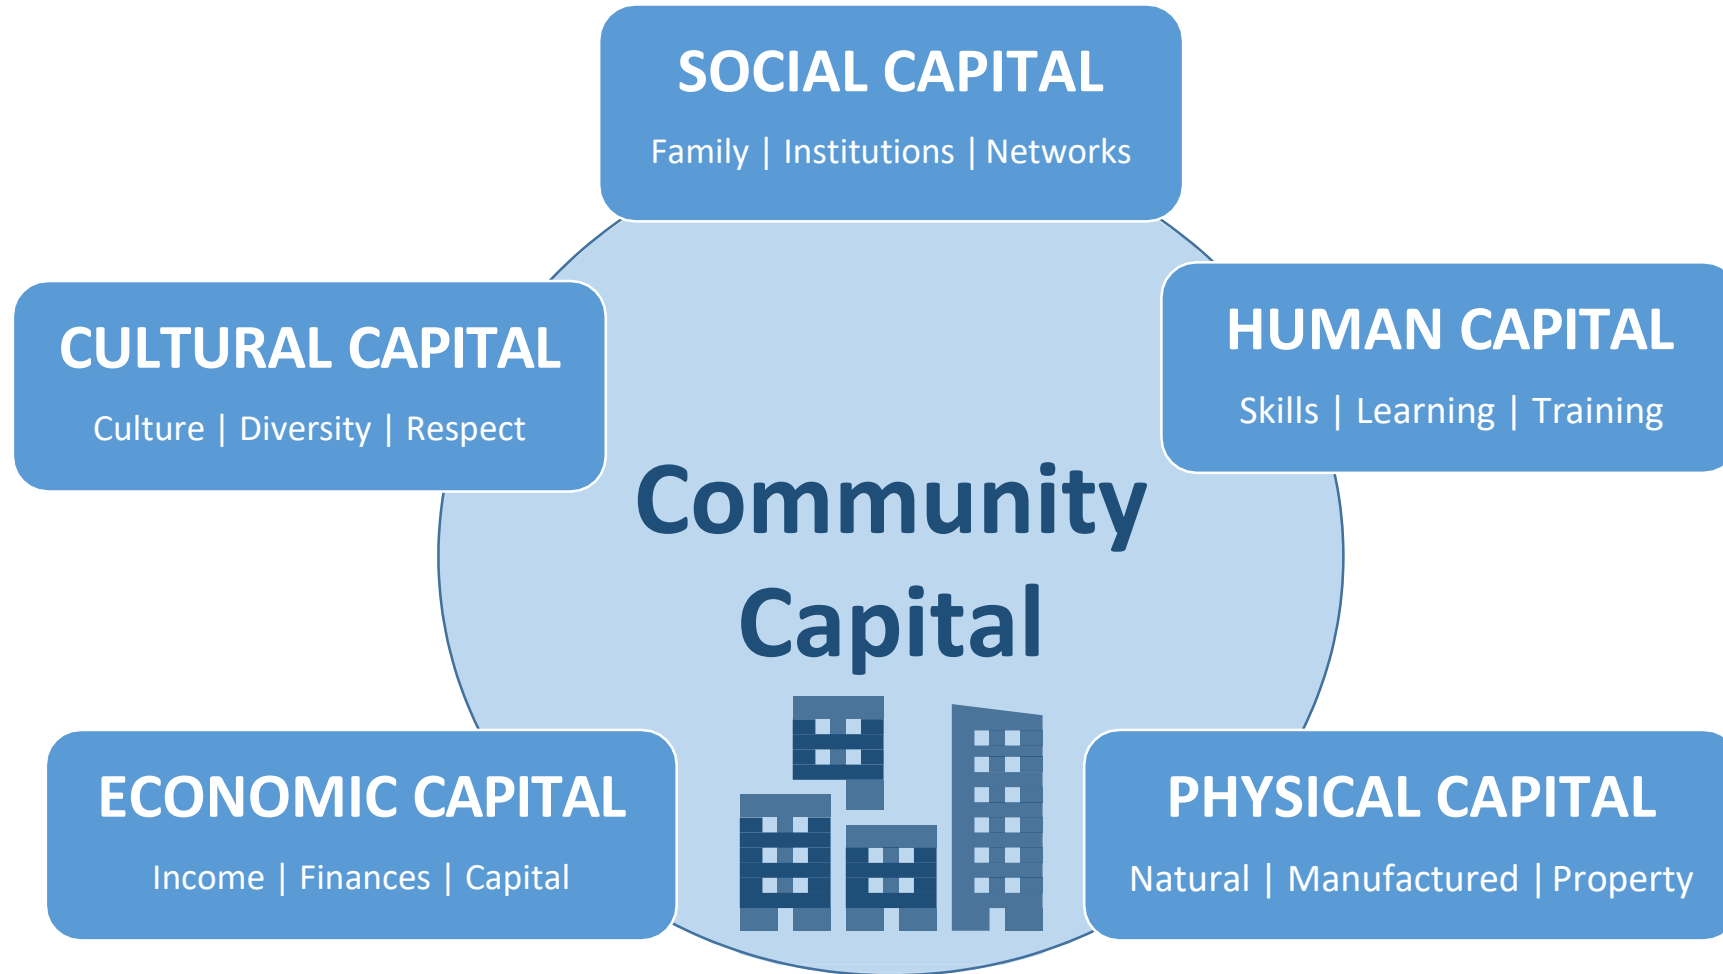 SOCIAL CAPITAL
Family | Institutions | Networks
CULTURAL CAPITAL
Culture | Diversity | Respect
HUMAN CAPITAL
Skills | Learning | Training
Community
Capital
ECONOMIC CAPITAL
Income | Finances | Capital
PHYSICAL CAPITAL
Natural | Manufactured | Property